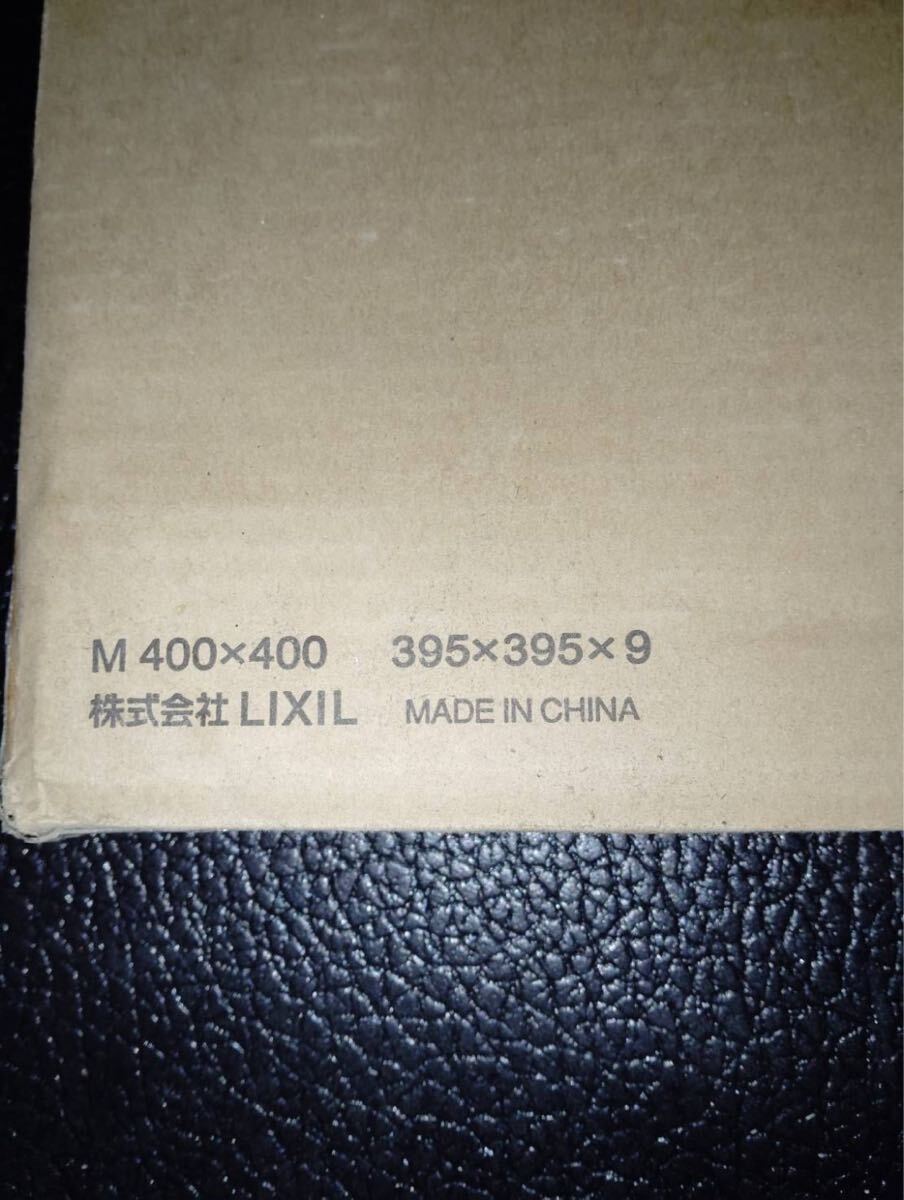 M 400×400 395×395×9
株式会社 LIXIL MADE IN CHINA